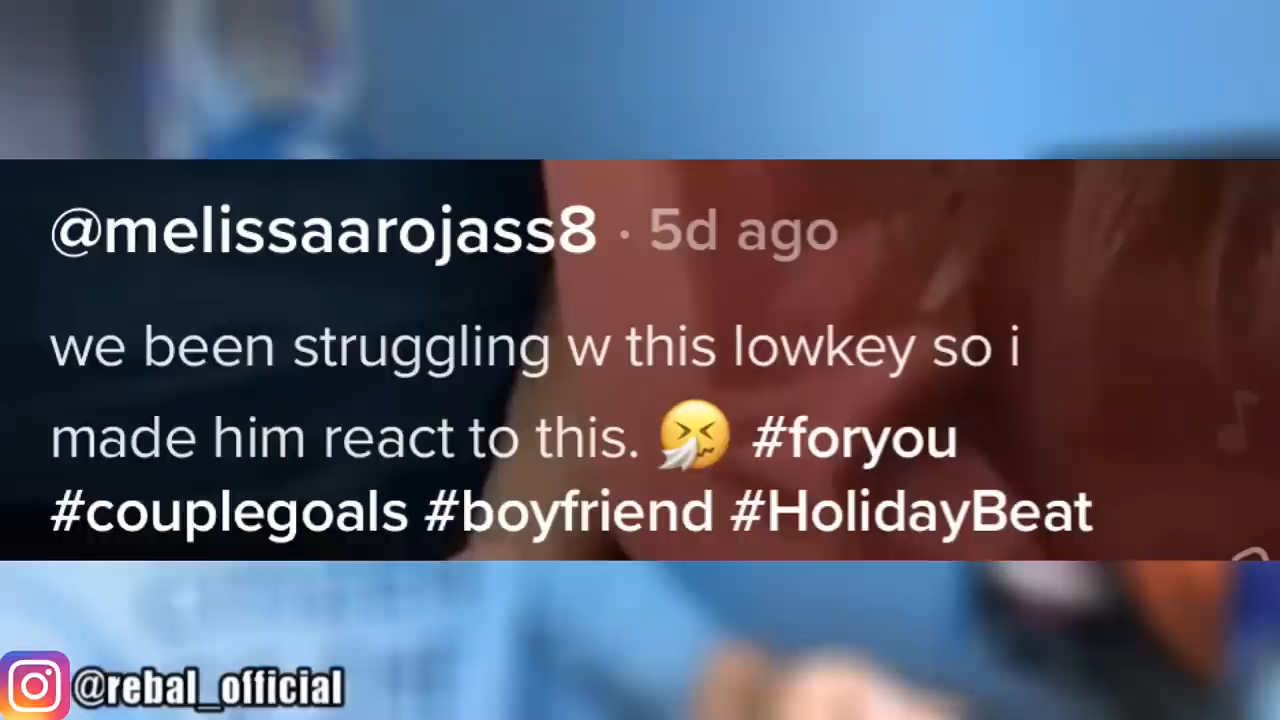 @melissaarojass8 · 5d ago
we been struggling w this lowkey so i
made him react to this. 🤧 #foryou
#couplegoals #boyfriend #HolidayBeat
@rebal_official